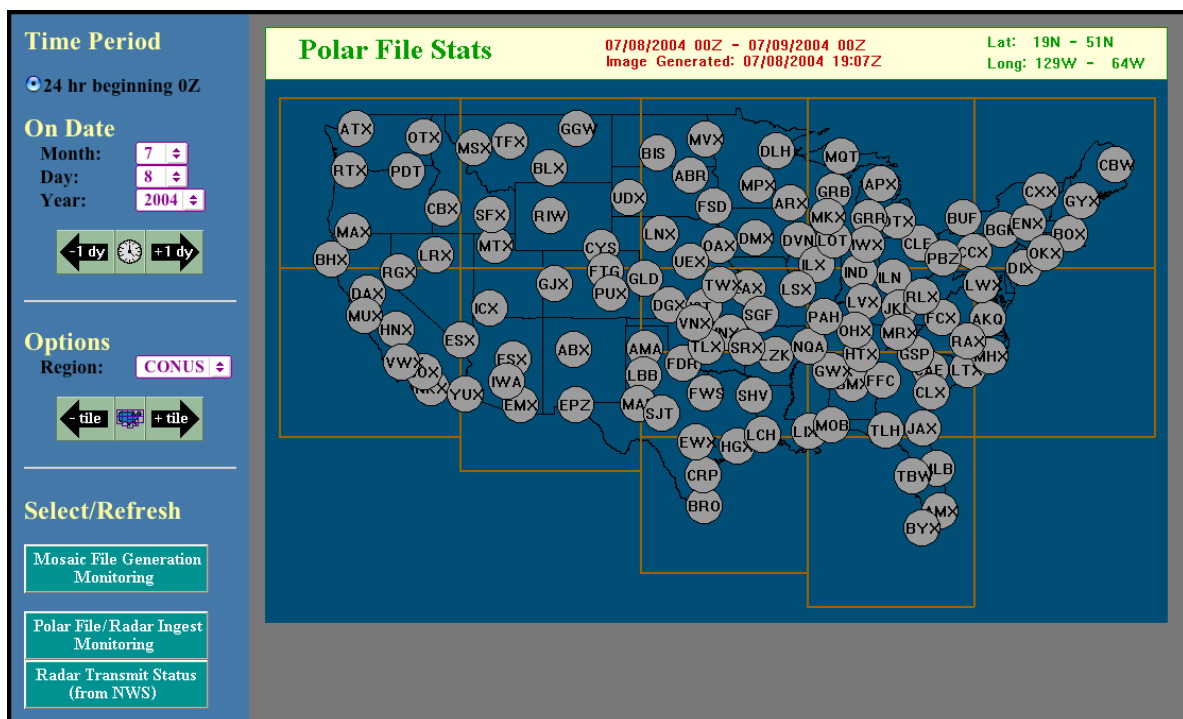 Time Period
24 hr beginning 0Z
On Date
Month: 7
Day: 8
Year: 2004
-1 dy +1 dy
Options
Region: CONUS
- tile + tile
Select/Refresh
Mosaic File Generation
Monitoring
Polar File/Radar Ingest
Monitoring
Radar Transmit Status
(from NWS)
Polar File Stats
07/08/2004 00Z - 07/09/2004 00Z
Image Generated: 07/08/2004 19:07Z
Lat: 19N - 51N
Long: 129W - 64W
ATX OTX MSX TFX GGW BIS MVX DLH MQT CBW
RTX PDT BLX ABR MPX GRB APX CXX GYX
CBX SFX RIW UDX FSD ARX MKX GRR DTX BUF BGM ENX BOX
MAX MTX CYS LNX OAX DMX DVN LOT IWX CLE CCX OKX
BHX LRX RGX FTG GLD UEX ILX IND PBZ DIX
DAX GJX PUX TWX EAX LSX ILN LWX
MUX ICX DGX LVX JKL RLX
HNX VNX SGF PAH OHX MRX FCX AKQ
ESX ABX AMA TLX SRX LZK NQA HTX GSP RAX MHX
VWX ESX LBB FDR GWX CAE LTX
YUX IWA EMX EPZ MAF SJT FWS SHV BMX FFC CLX
EWX HGX LCH LIX MOB TLH JAX
CRP TBW MLB
BRO AMX
BYX